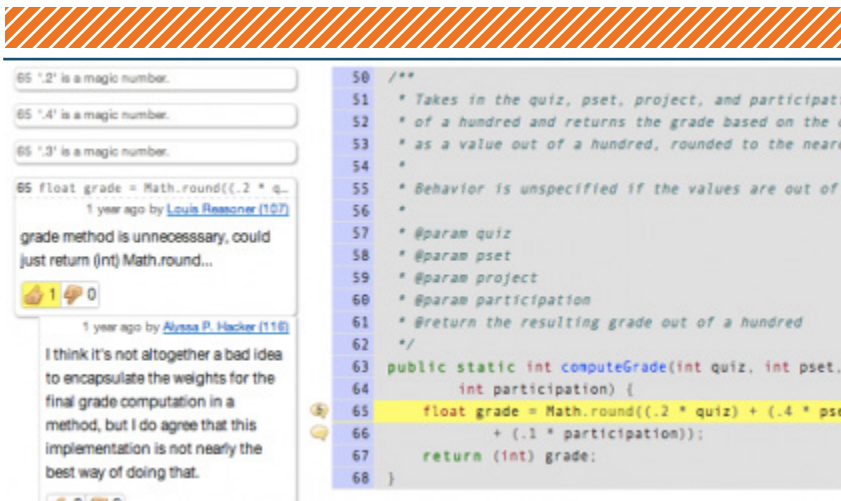 65 '.2' is a magic number.
65 '.4' is a magic number.
65 '.3' is a magic number.
65 float grade = Math.round((.2 * q...
1 year ago by Louis Reasoner (107)
grade method is unnecesssary, could
just return (int) Math.round...
1 0
1 year ago by Alyssa P. Hacker (116)
I think it's not altogether a bad idea
to encapsulate the weights for the
final grade computation in a
method, but I do agree that this
implementation is not nearly the
best way of doing that.
0 0
50 /**
51 * Takes in the quiz, pset, project, and participati
52 * of a hundred and returns the grade based on the
53 * as a value out of a hundred, rounded to the neare
54 *
55 * Behavior is unspecified if the values are out of
56 *
57 * @param quiz
58 * @param pset
59 * @param project
60 * @param participation
61 * @return the resulting grade out of a hundred
62 */
63 public static int computeGrade(int quiz, int pset,
64 int participation) {
65 float grade = Math.round((.2 * quiz) + (.4 * pse
66 + (.1 * participation));
67 return (int) grade;
68 }